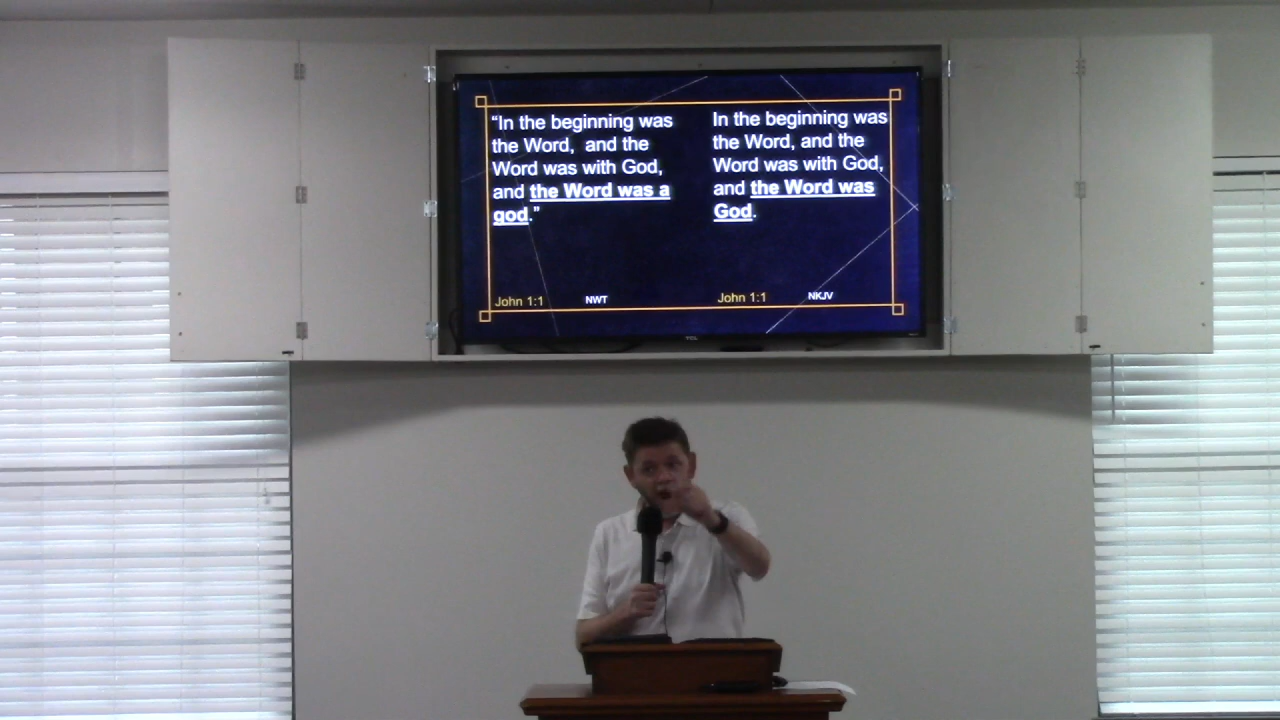 “In the beginning was
the Word,  and the
Word was with God,
and the Word was a
god.”
John 1:1
NWT
In the beginning was
the Word, and the
Word was with God,
and the Word was
God.
John 1:1
NKJV
TCL